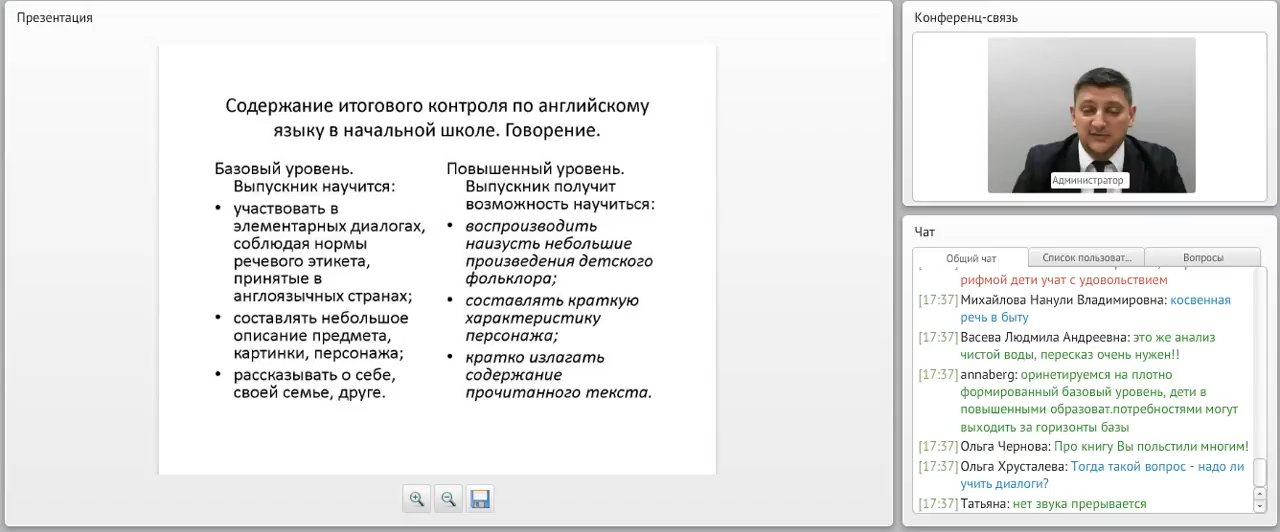 Презентация
Содержание итогового контроля по английскому
языку в начальной школе. Говорение.
Базовый уровень.
Выпускник научится:
• участвовать в
элементарных диалогах,
соблюдая нормы
речевого этикета,
принятые в
англоязычных странах;
• составлять небольшое
описание предмета,
картинки, персонажа;
• рассказывать о себе,
своей семье, друге.
Повышенный уровень.
Выпускник получит
возможность научиться:
• воспроизводить
наизусть небольшие
произведения детского
фольклора;
• составлять краткую
характеристику
персонажа;
• кратко излагать
содержание
прочитанного текста.
Конференц-связь
Администратор
Чат
Общий чат
Список пользоват...
Вопросы
рифмой дети учат с удовольствием
[17:37] Михайлова Нанули Владимировна: косвенная
речь в быту
[17:37] Васева Людмила Андреевна: это же анализ
чистой воды, пересказ очень нужен!!
[17:37] annaberg: оринетируемся на плотно
формированный базовый уровень, дети в
повышенными образоват.потребностями могут
выходить за горизонты базы
[17:37] Ольга Чернова: Про книгу Вы польстили многим!
[17:37] Ольга Хрусталева: Тогда такой вопрос - надо ли
учить диалоги?
[17:37] Татьяна: нет звука прерывается